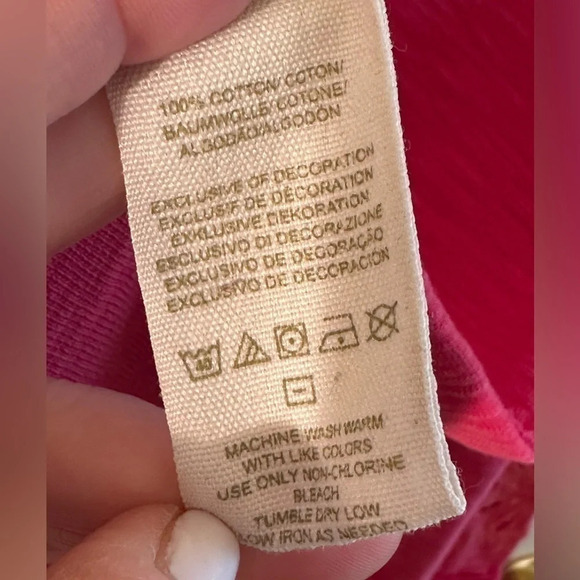 100% COTTON/COTON/
BAUMWOLLE/COTONE/
ALGODÃO/ALGODON
EXCLUSIVE OF DECORATION
EXCLUSIF DE DÉCORATION
EXKLUSIVE DEKORATION
ESCLUSIVO DI DECORAZIONE
EXCLUSIVO DE DECORAÇÃO
EXCLUSIVO DE DECORACIÓN
40
MACHINE WASH WARM
WITH LIKE COLORS
USE ONLY NON-CHLORINE
BLEACH
TUMBLE DRY LOW
LOW IRON AS NEEDED